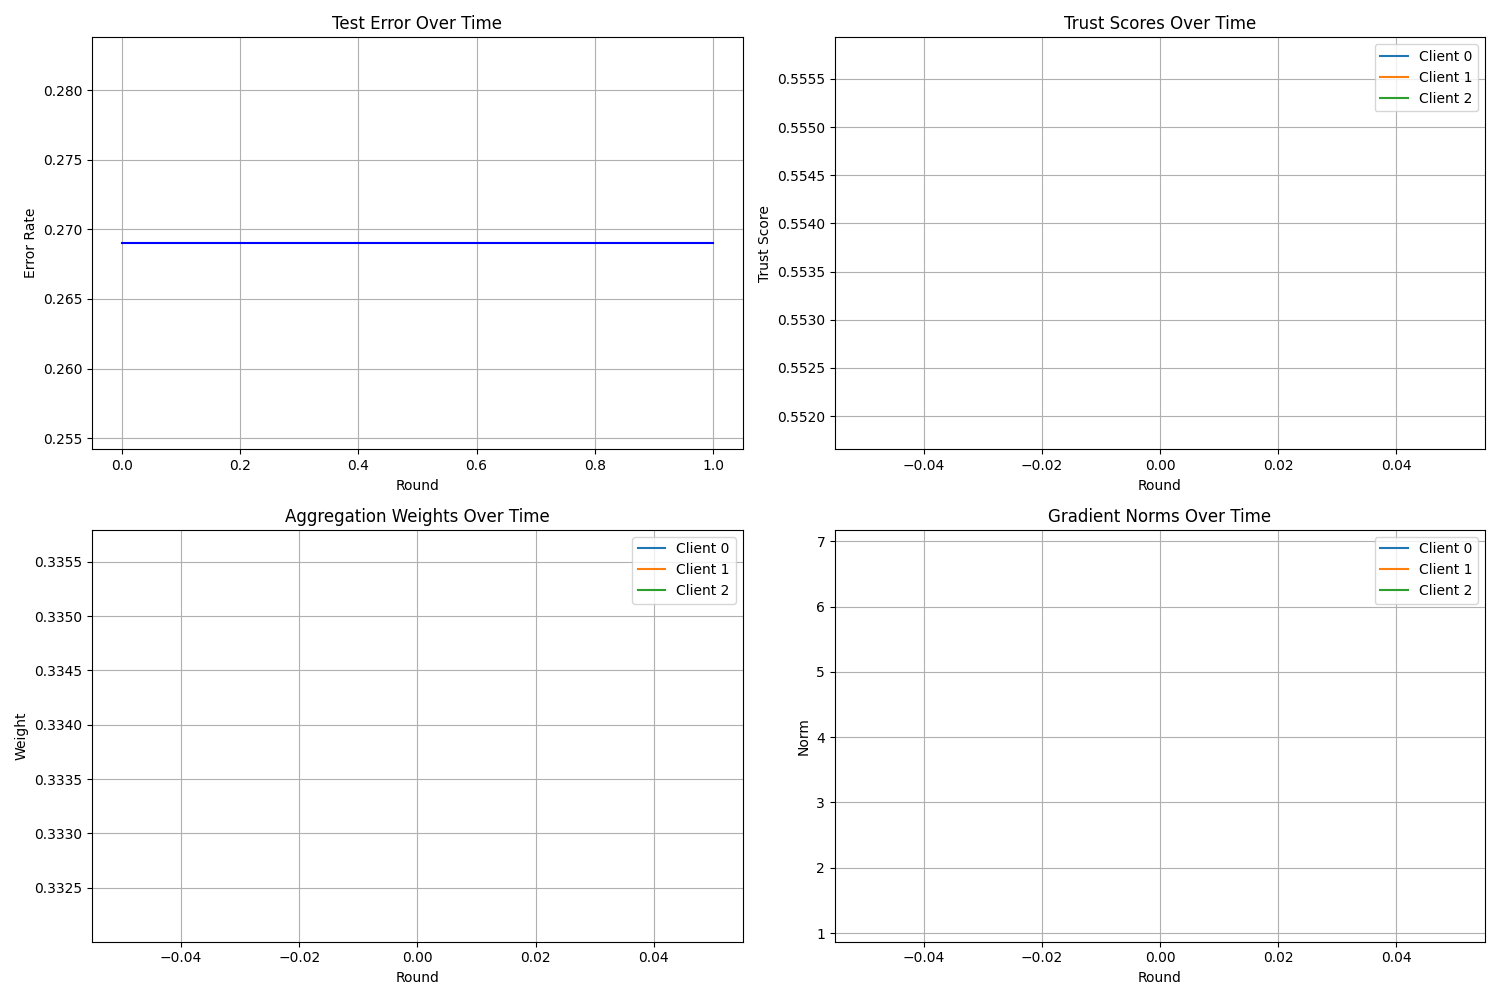 Test Error Over Time
Error Rate
0.280
0.275
0.270
0.265
0.260
0.255
0.0 0.2 0.4 0.6 0.8 1.0
Round
Trust Scores Over Time
Trust Score
0.5555
0.5550
0.5545
0.5540
0.5535
0.5530
0.5525
0.5520
Client 0
Client 1
Client 2
−0.04 −0.02 0.00 0.02 0.04
Round
Aggregation Weights Over Time
Weight
0.3355
0.3350
0.3345
0.3340
0.3335
0.3330
0.3325
Client 0
Client 1
Client 2
−0.04 −0.02 0.00 0.02 0.04
Round
Gradient Norms Over Time
Norm
7
6
5
4
3
2
1
Client 0
Client 1
Client 2
−0.04 −0.02 0.00 0.02 0.04
Round